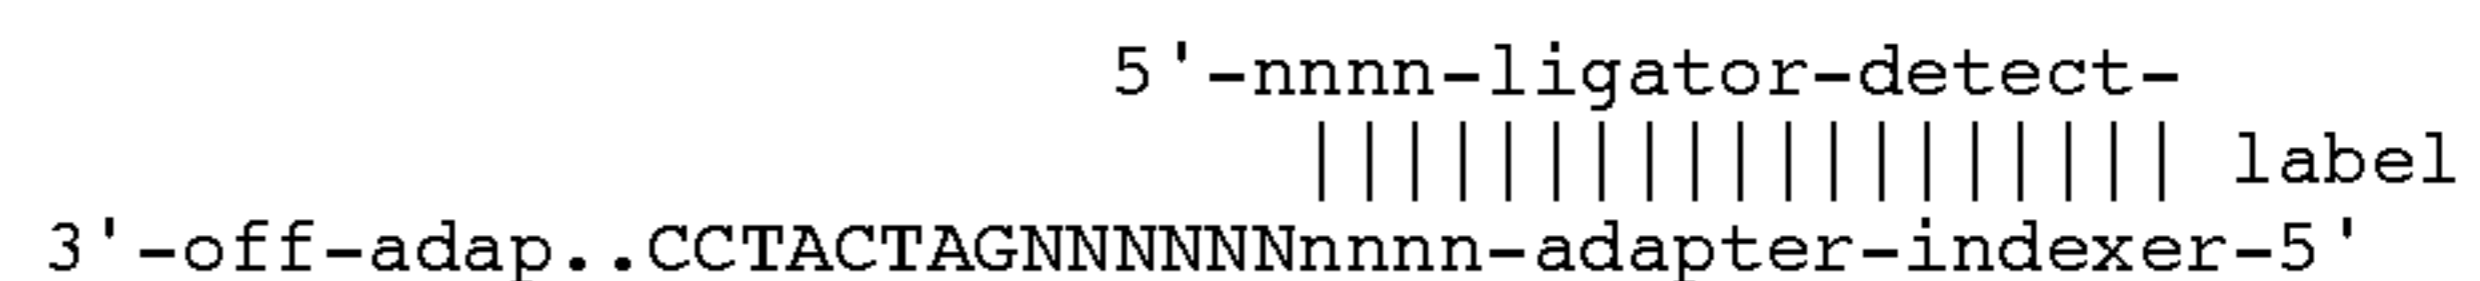 5'-nnnn-ligator-detect-
||||||||||||||||||| label
3'-off-adap..CCTACTAGNNNNNNnnnn-adapter-indexer-5'